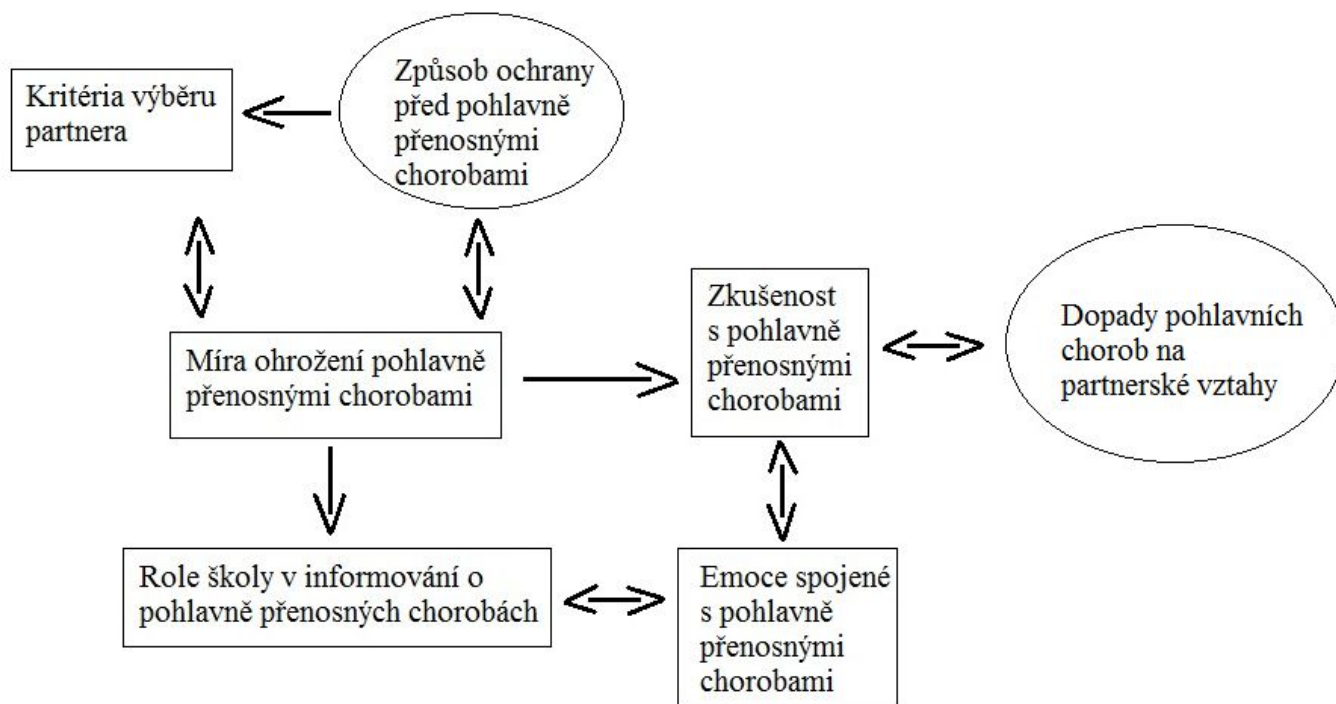 Kritéria výběru
partnera
Způsob ochrany
před pohlavně
přenosnými
chorobami
Míra ohrožení pohlavně
přenosnými chorobami
Zkušenost
s pohlavně
přenosnými
chorobami
Dopady pohlavních
chorob na
partnerské vztahy
Role školy v informování o
pohlavně přenosných chorobách
Emoce spojené
s pohlavně
přenosnými
chorobami